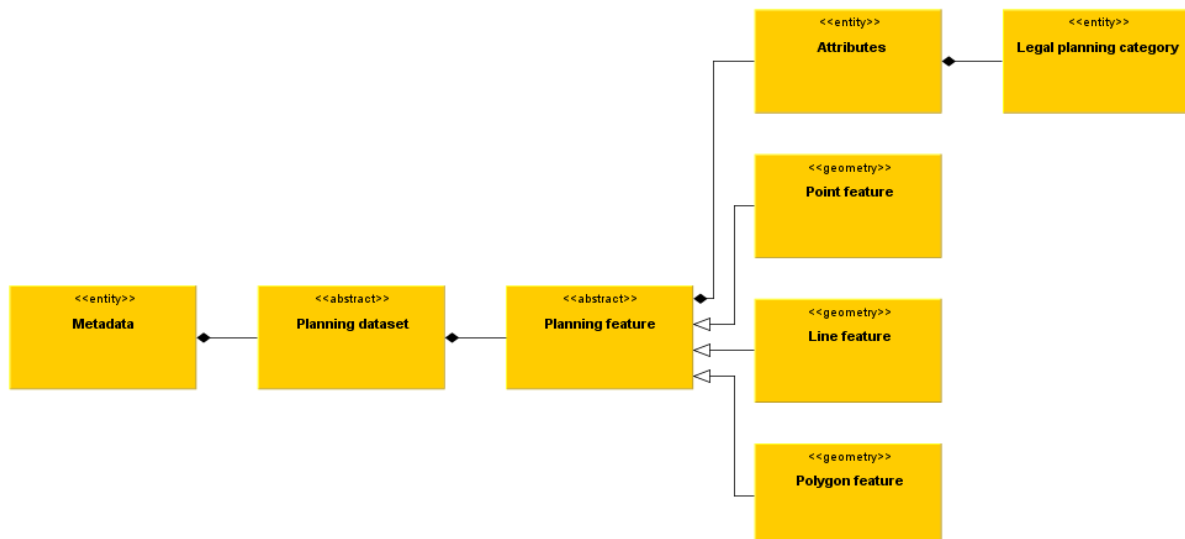 <<entity>>
Attributes
<<entity>>
Legal planning category
<<geometry>>
Point feature
<<entity>>
Metadata
<<abstract>>
Planning dataset
<<abstract>>
Planning feature
<<geometry>>
Line feature
<<geometry>>
Polygon feature